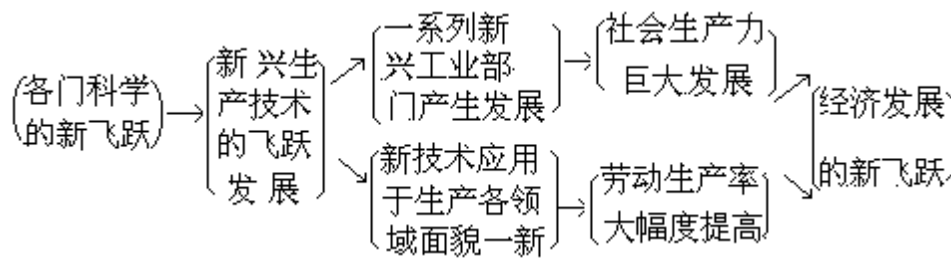 各门科学
的新飞跃
新兴生
产技术
的飞跃
发展
一系列新
兴工业部
门产生发展
新技术应用
于生产各领
域面貌一新
社会生产力
巨大发展
劳动生产率
大幅度提高
经济发展
的新飞跃